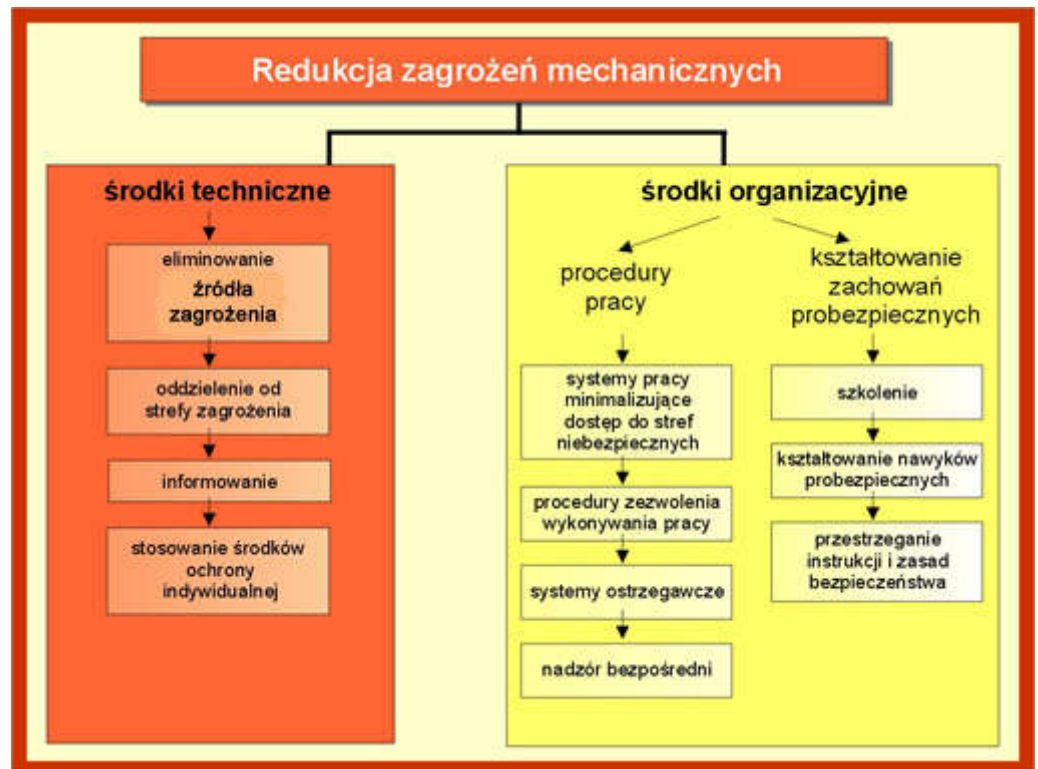 Redukcja zagrożeń mechanicznych
środki techniczne
eliminowanie
źródła
zagrożenia
oddzielenie od
strefy zagrożenia
informowanie
stosowanie środków
ochrony
indywidualnej
środki organizacyjne
procedury
pracy
systemy pracy
minimalizujące
dostęp do stref
niebezpiecznych
procedury zezwolenia
wykonywania pracy
systemy ostrzegawcze
nadzór bezpośredni
kształtowanie
zachowań
probezpiecznych
szkolenie
kształtowanie nawyków
probezpiecznych
przestrzeganie
instrukcji i zasad
bezpieczeństwa